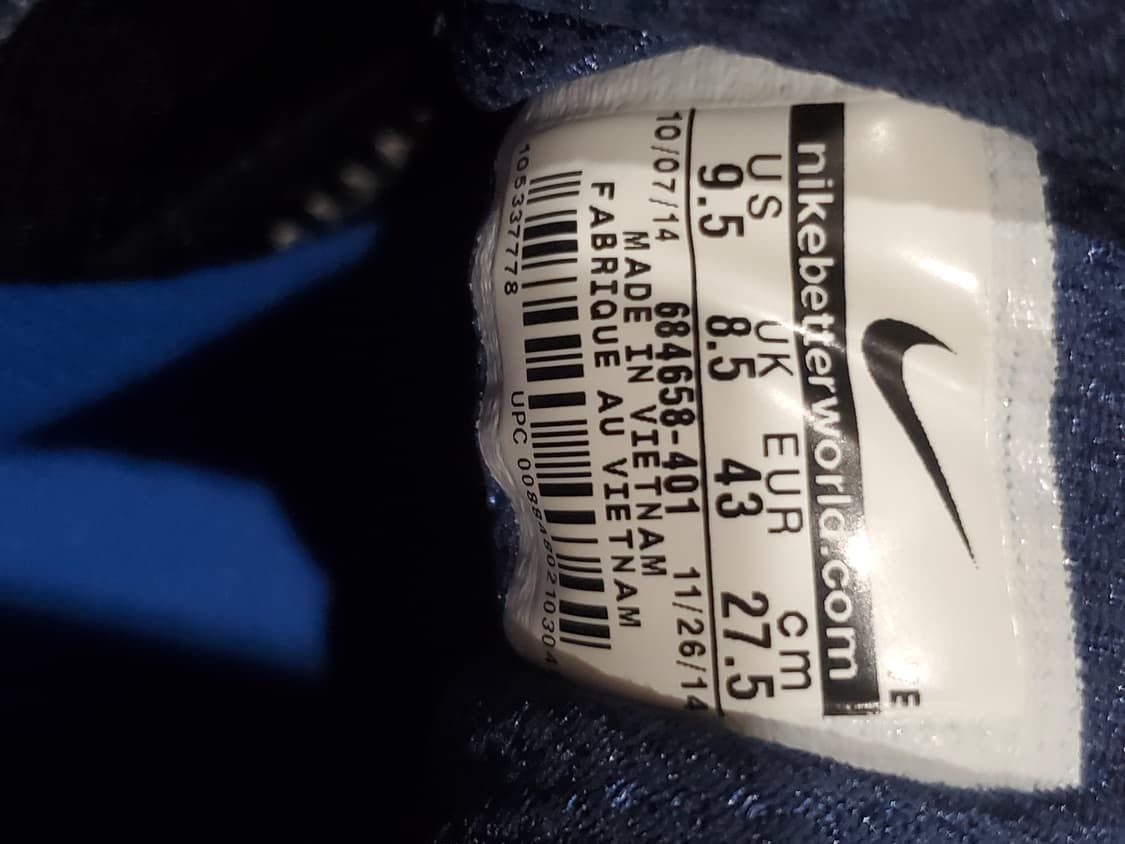 E
nikebetterworld.com
US UK EUR cm
9.5 8.5 43 27.5
10/07/14 684658-401 11/26/14
MADE IN VIETNAM
FABRIQUE AU VIETNAM
105337778 UPC